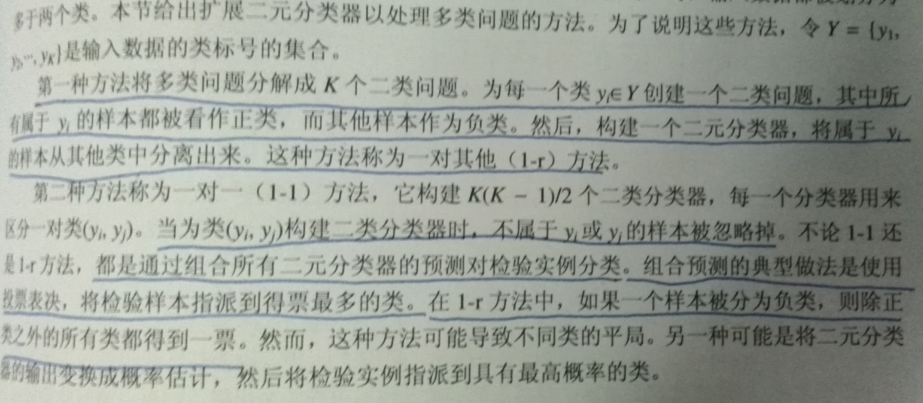 多于两个类。本节给出扩展二元分类器以处理多类问题的方法。为了说明这些方法，令 Y = {y₁,
y₂,…, y_K}是输入数据的类标号的集合。
第一种方法将多类问题分解成 K 个二类问题。为每一个类 yᵢ∈Y 创建一个二类问题，其中所
有属于 yᵢ 的样本都被看作正类，而其他样本作为负类。然后，构建一个二元分类器，将属于 yᵢ
的样本从其他类中分离出来。这种方法称为一对其他（1-r）方法。
第二种方法称为一对一（1-1）方法，它构建 K(K − 1)/2 个二类分类器，每一个分类器用来
区分一对类(yᵢ, yⱼ)。当为类(yᵢ, yⱼ)构建二类分类器时，不属于 yᵢ或 yⱼ的样本被忽略掉。不论 1-1 还
是1-r方法，都是通过组合所有二元分类器的预测对检验实例分类。组合预测的典型做法是使用
投票表决，将检验样本指派到得票最多的类。在 1-r 方法中，如果一个样本被分为负类，则除正
类之外的所有类都得到一票。然而，这种方法可能导致不同类的平局。另一种可能是将二元分类
器的输出变换成概率估计，然后将检验实例指派到具有最高概率的类。